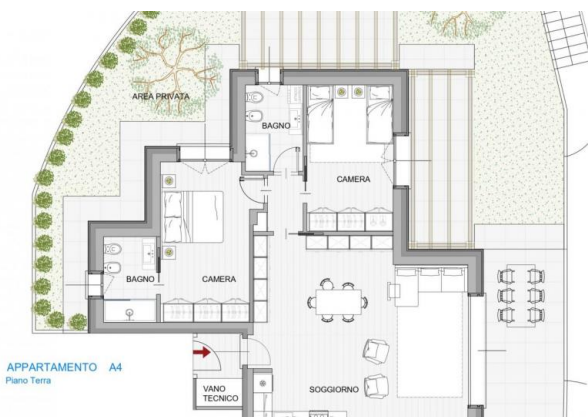 AREA PRIVATA
BAGNO
CAMERA
BAGNO
CAMERA
APPARTAMENTO A4
Piano Terra
VANO
TECNICO
SOGGIORNO